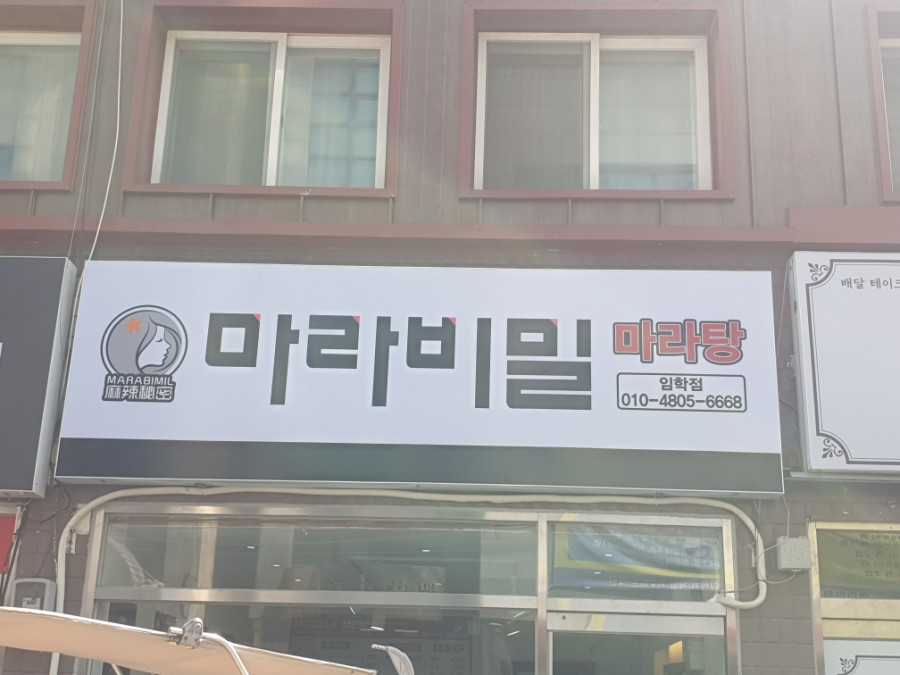 마라비밀
마라탕
임학점
010-4805-6668
MARABIMIL
麻辣秘密
배달 테이크